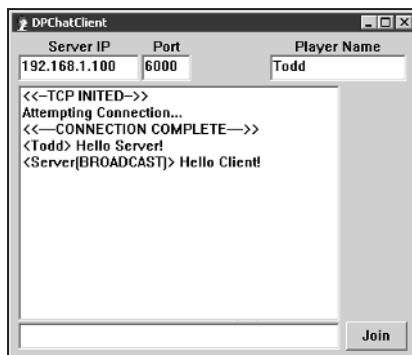 DPChatClient
Server IP Port Player Name
192.168.1.100 6000 Todd
<<-TCP INITED->>
Attempting Connection...
<<—CONNECTION COMPLETE—>>
<Todd> Hello Server!
<Server(BROADCAST)> Hello Client!
Join